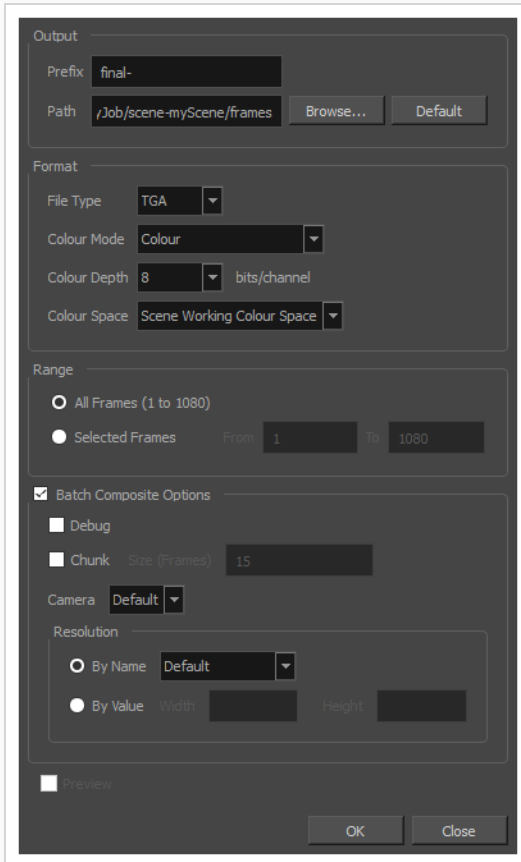 Output
Prefix final-
Path /Job/scene-myScene/frames Browse... Default
Format
File Type TGA
Colour Mode Colour
Colour Depth 8 bits/channel
Colour Space Scene Working Colour Space
Range
All Frames (1 to 1080)
Selected Frames From 1 To 1080
Batch Composite Options
Debug
Chunk Size (Frames) 15
Camera Default
Resolution
By Name Default
By Value Width Height
Preview
OK Close